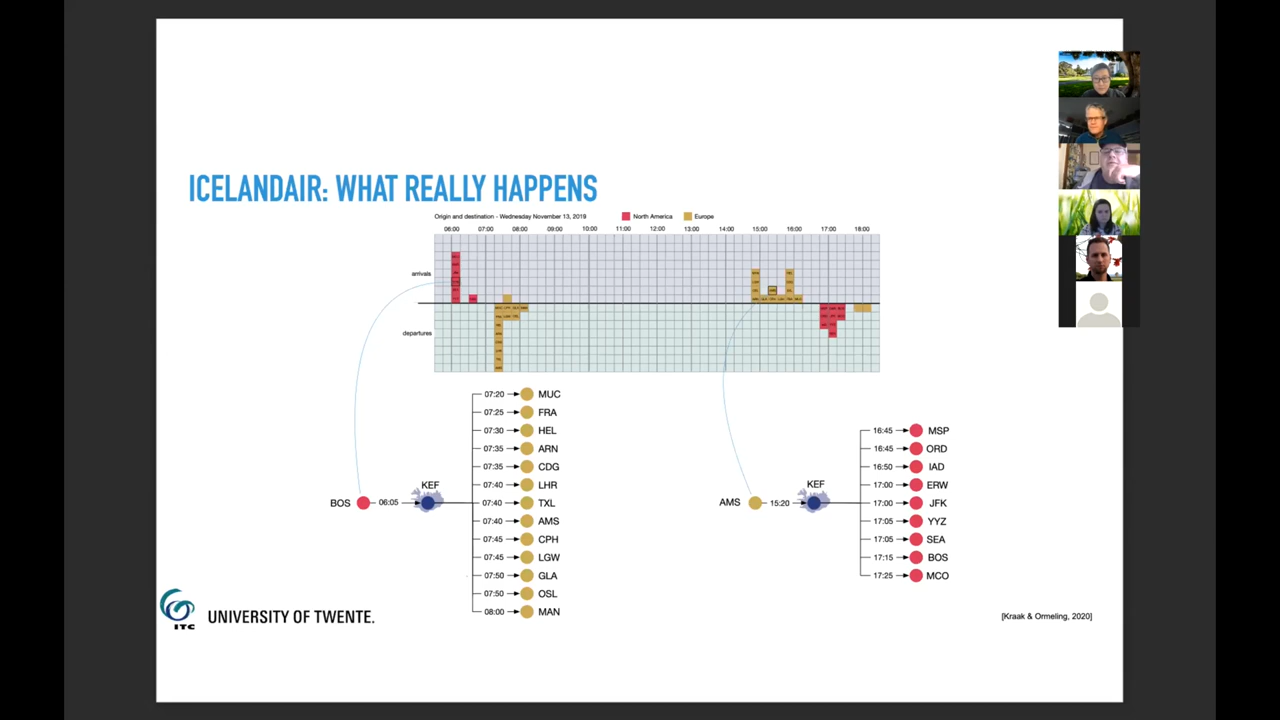 ICELANDAIR: WHAT REALLY HAPPENS
Origin and destination - Wednesday November 13, 2019
North America
Europe
06:00 07:00 08:00 09:00 10:00 11:00 12:00 13:00 15:00 16:00 17:00 18:00
arrivals
departures
07:20 MUC
07:25 FRA
07:30 HEL
07:35 ARN
07:35 CDG
07:40 LHR
07:40 TXL
07:40 AMS
07:45 CPH
07:45 LGW
07:50 GLA
07:50 OSL
08:00 MAN
BOS 06:05 KEF
AMS 15:20 KEF
16:45 MSP
16:45 ORD
16:50 IAD
17:00 ERW
17:00 JFK
17:05 YYZ
17:05 SEA
17:15 BOS
17:25 MCO
ITC
UNIVERSITY OF TWENTE.
[Kraak & Ormeling, 2020]